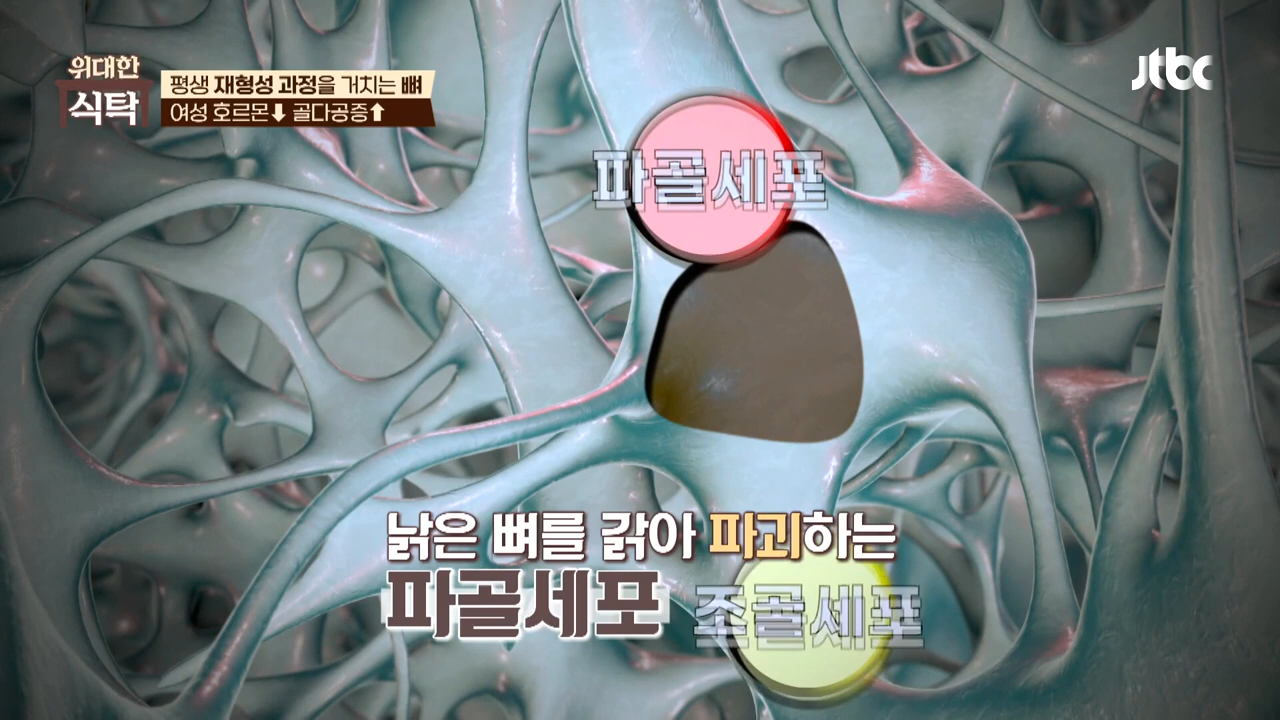 위대한
식탁
평생 재형성 과정을 거치는 뼈
여성 호르몬⬇ 골다공증⬆
jtbc
파골세포
낡은 뼈를 갉아 파괴하는
파골세포
조골세포